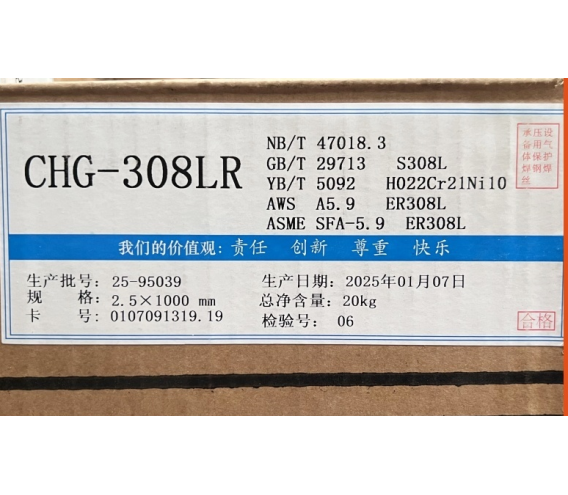 CHG-308LR
NB/T 47018.3
GB/T 29713 S308L
YB/T 5092 H022Cr21Ni10
AWS A5.9 ER308L
ASME SFA-5.9 ER308L
承压设
备用气
体保护
焊钢焊
丝
我们的价值观: 责任 创新 尊重 快乐
生产批号: 25-95039
生产日期: 2025年01月07日
规 格: 2.5×1000 mm
总净含量: 20kg
卡 号: 0107091319.19
检验号: 06
合格